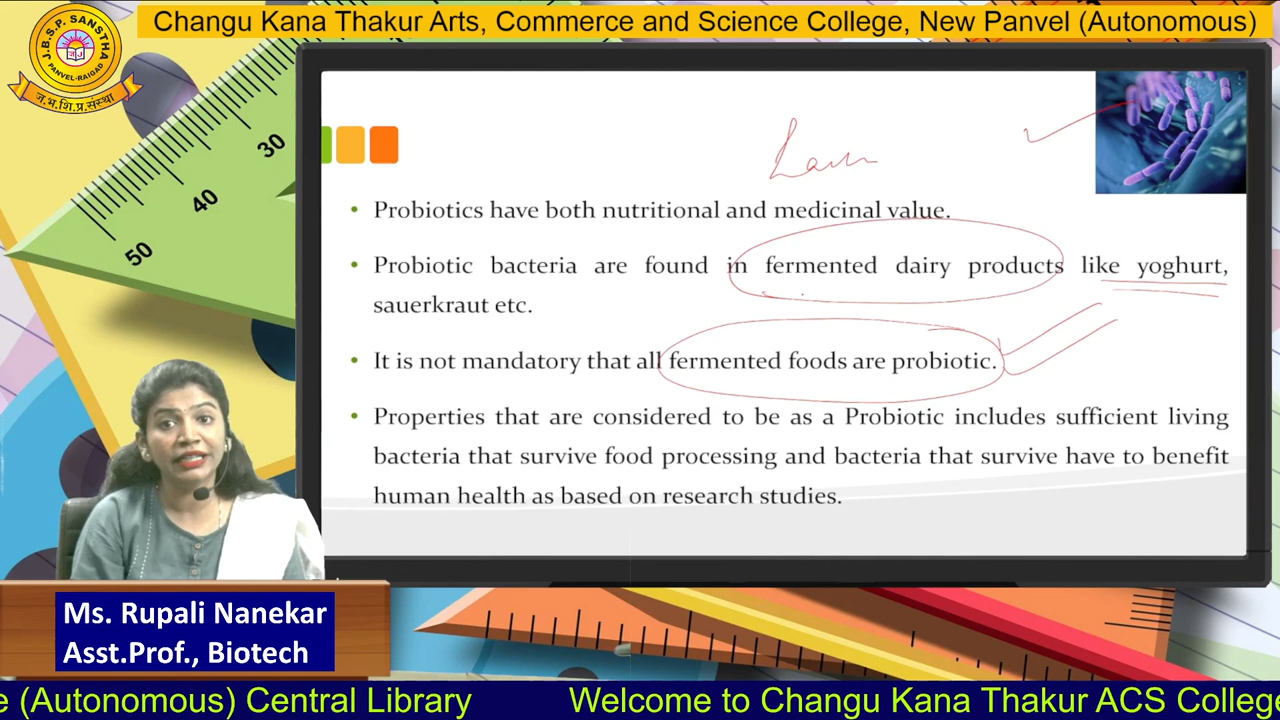 Changu Kana Thakur Arts, Commerce and Science College, New Panvel (Autonomous)
J.B.S.P. SANSTHA
PANVEL-RAIGAD
ज.भ.शि.प्र.संस्था
30
40
50
• Probiotics have both nutritional and medicinal value.
• Probiotic bacteria are found in fermented dairy products like yoghurt,
sauerkraut etc.
• It is not mandatory that all fermented foods are probiotic.
• Properties that are considered to be as a Probiotic includes sufficient living
bacteria that survive food processing and bacteria that survive have to benefit
human health as based on research studies.
Ms. Rupali Nanekar
Asst.Prof., Biotech
e (Autonomous) Central Library Welcome to Changu Kana Thakur ACS College